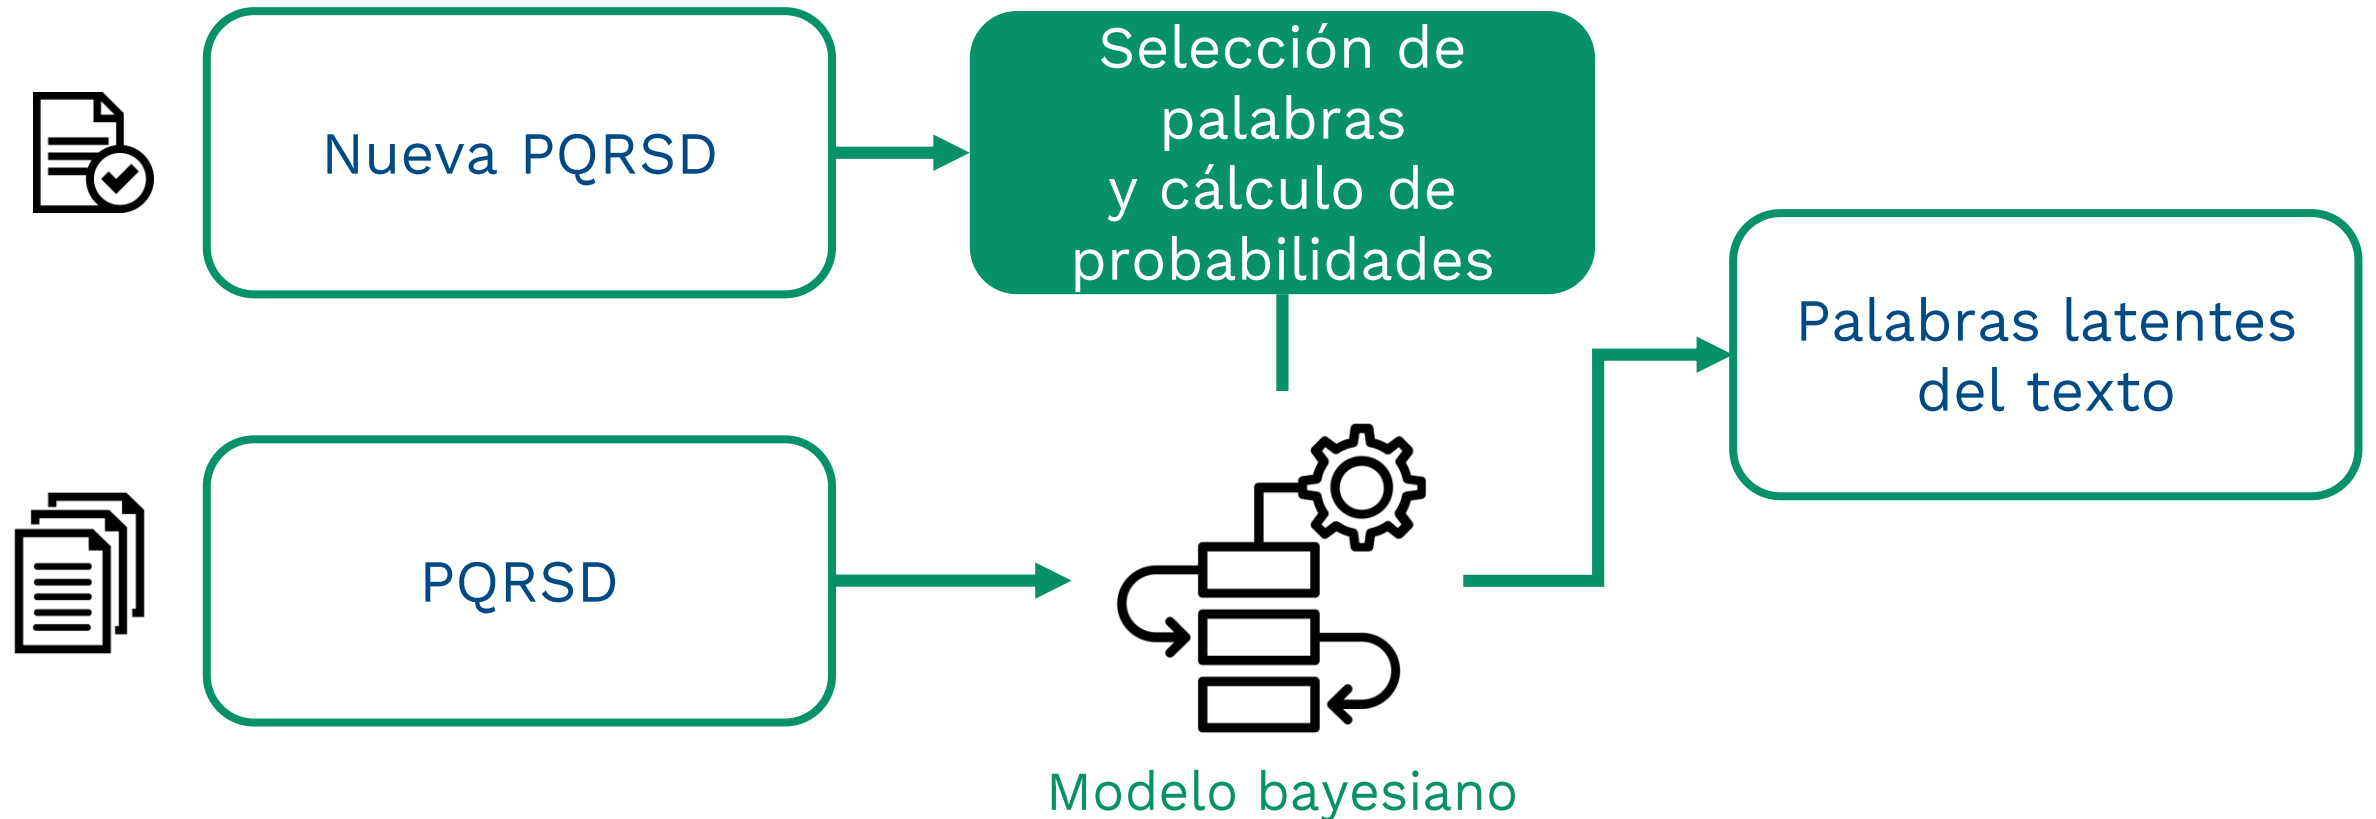 Nueva PQRSD
Selección de
palabras
y cálculo de
probabilidades
Palabras latentes
del texto
PQRSD
Modelo bayesiano